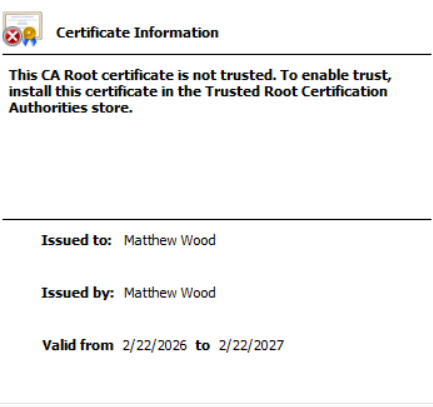 Certificate Information
This CA Root certificate is not trusted. To enable trust,
install this certificate in the Trusted Root Certification
Authorities store.
Issued to: Matthew Wood
Issued by: Matthew Wood
Valid from 2/22/2026 to 2/22/2027